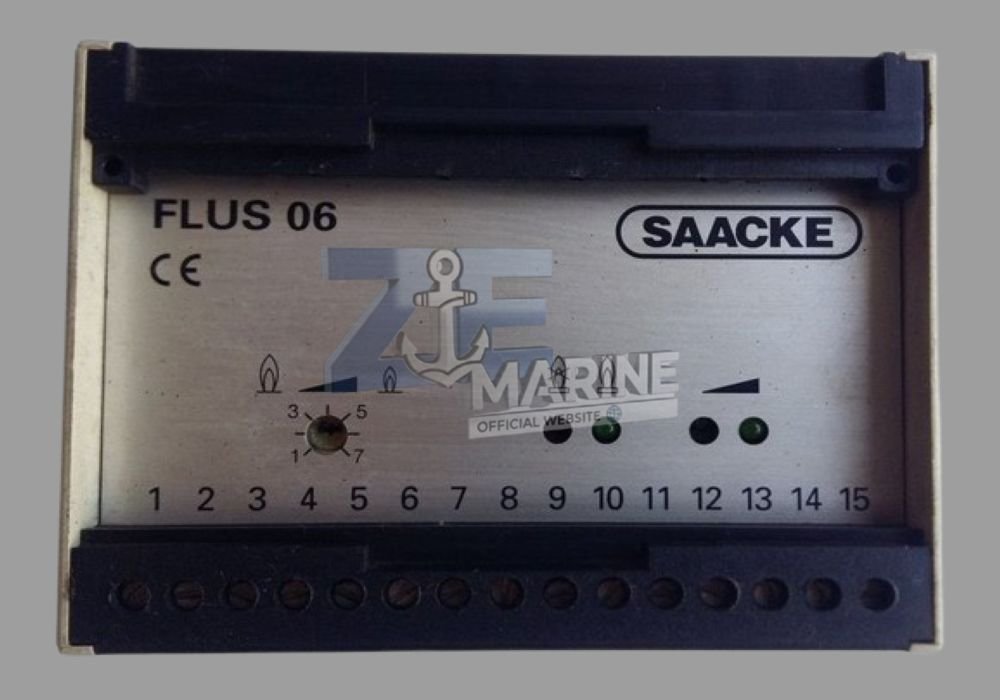 FLUS 06
SAACKE
CE
ZE
MARINE
OFFICIAL WEBSITE
3 5
1 7
1 2 3 4 5 6 7 8 9 10 11 12 13 14 15